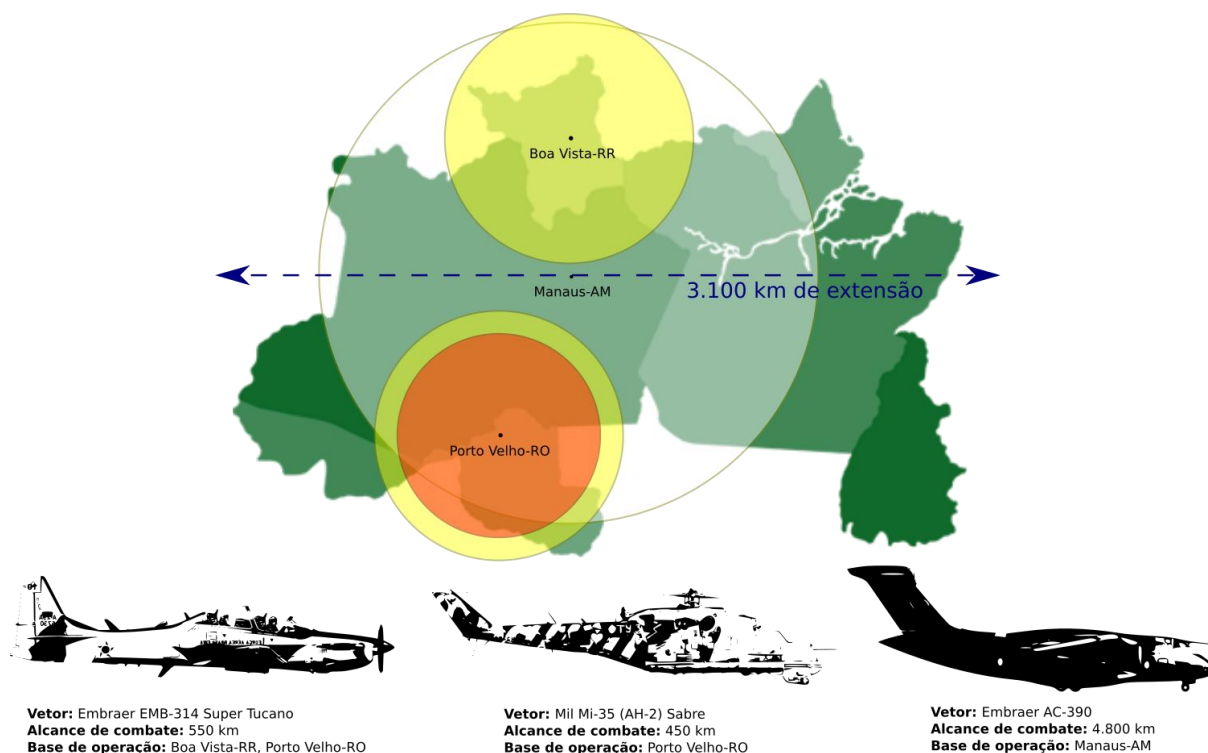 Boa Vista-RR
Manaus-AM
3.100 km de extensão
Porto Velho-RO
Vetor: Embraer EMB-314 Super Tucano
Alcance de combate: 550 km
Base de operação: Boa Vista-RR, Porto Velho-RO
Vetor: Mil Mi-35 (AH-2) Sabre
Alcance de combate: 450 km
Base de operação: Porto Velho-RO
Vetor: Embraer AC-390
Alcance de combate: 4.800 km
Base de operação: Manaus-AM